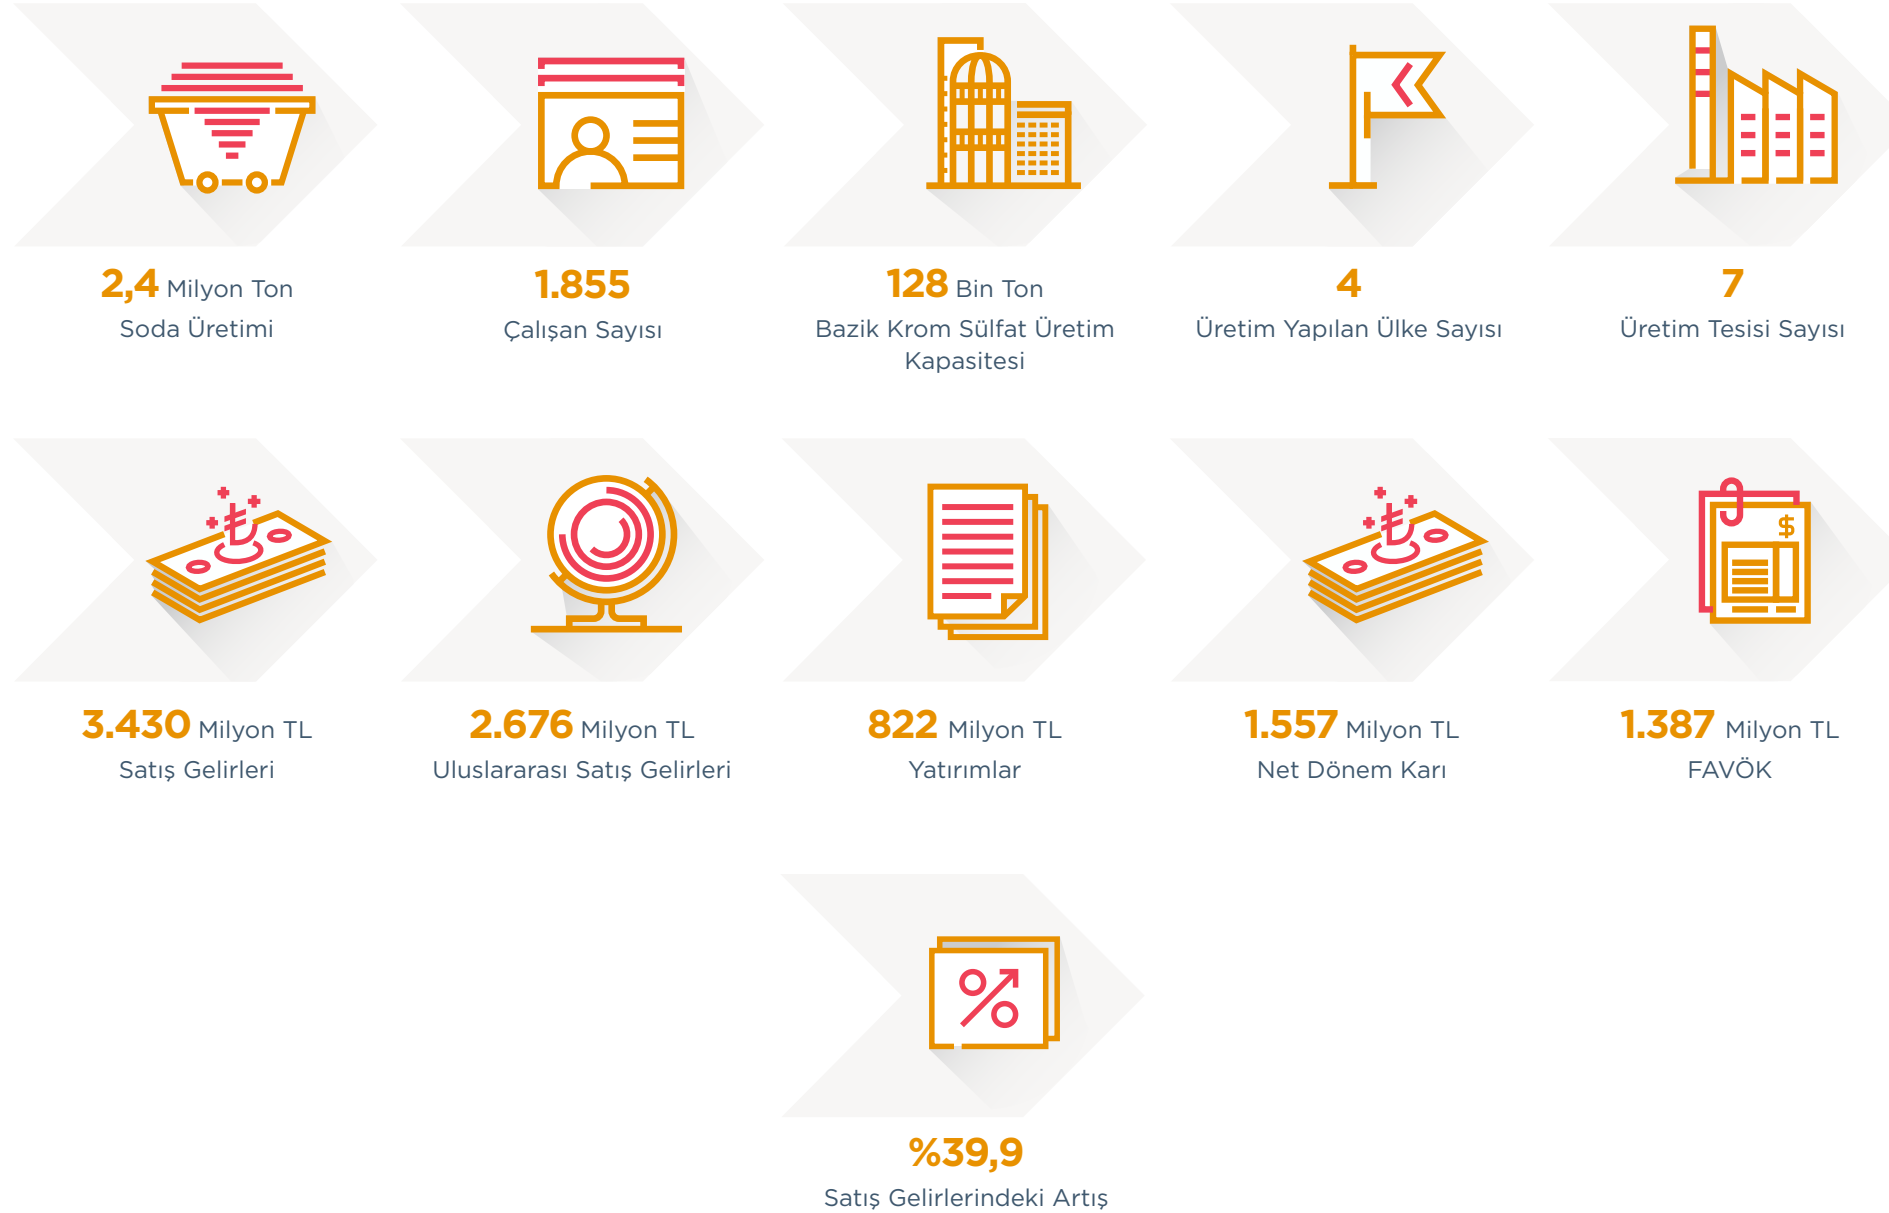 2,4 Milyon Ton
Soda Üretimi
1.855
Çalışan Sayısı
128 Bin Ton
Bazik Krom Sülfat Üretim
Kapasitesi
4
Üretim Yapılan Ülke Sayısı
7
Üretim Tesisi Sayısı
3.430 Milyon TL
Satış Gelirleri
2.676 Milyon TL
Uluslararası Satış Gelirleri
822 Milyon TL
Yatırımlar
1.557 Milyon TL
Net Dönem Karı
$
1.387 Milyon TL
FAVÖK
%39,9
Satış Gelirlerindeki Artış